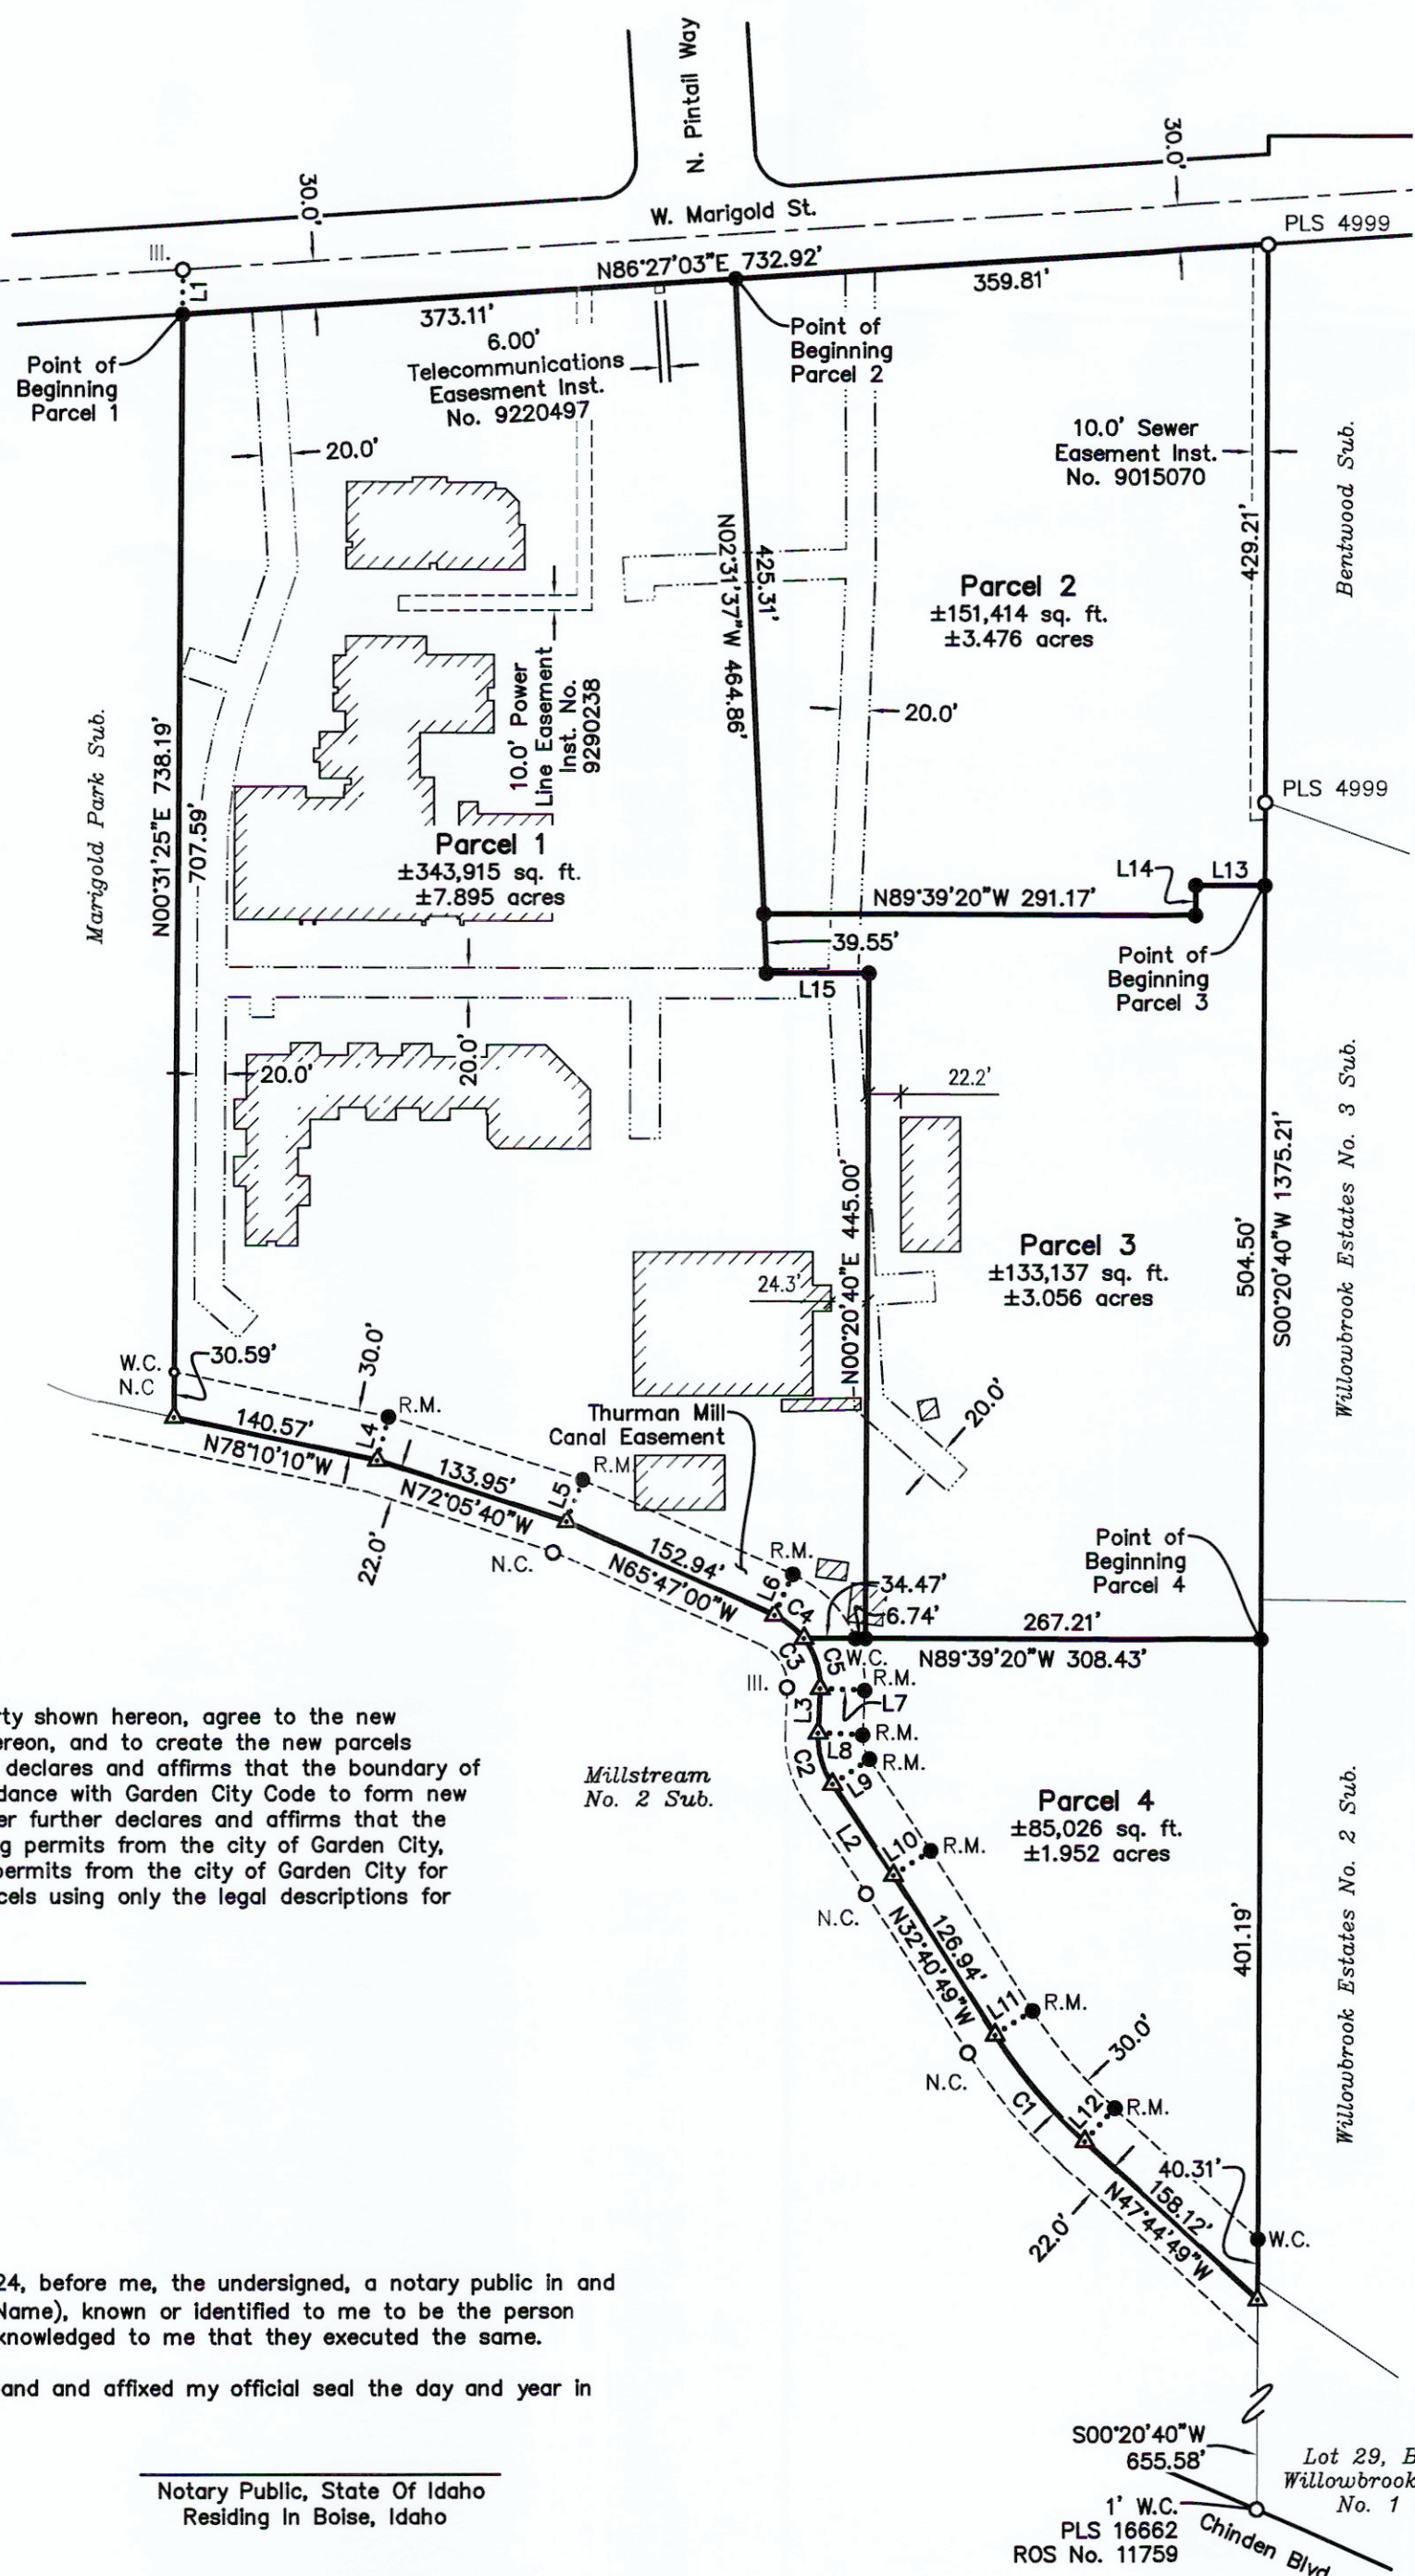 N. Pintail Way
30.0'
30.0'
W. Marigold St.
PLS 4999
III.
L1
N86°27'03"E 732.92'
373.11'
359.81'
Point of
Beginning
Parcel 1
6.00'
Telecommunications
Easesment Inst.
No. 9220497
Point of
Beginning
Parcel 2
20.0'
10.0' Sewer
Easement Inst.
No. 9015070
429.21'
Bentwood Sub.
N02°31'37"W 464.86'
425.31'
Parcel 2
±151,414 sq. ft.
±3.476 acres
10.0' Power
Line Easement
Inst. No.
9290238
20.0'
Marigold Park Sub.
N00°31'25"E 738.19'
707.59'
PLS 4999
Parcel 1
±343,915 sq. ft.
±7.895 acres
L14
L13
N89°39'20"W 291.17'
39.55'
L15
Point of
Beginning
Parcel 3
20.0'
20.0'
22.2'
Willowbrook Estates No. 3 Sub.
S00°20'40"W 1375.21'
504.50'
N00°20'40"E 445.00'
Parcel 3
±133,137 sq. ft.
±3.056 acres
24.3'
W.C.
N.C
30.59'
30.0'
R.M.
140.57'
N78°10'10"W
L4
Thurman Mill
Canal Easement
20.0'
133.95'
N72°05'40"W
L5
R.M.
22.0'
N.C.
152.94'
N65°47'00"W
R.M.
L6
C4
34.47'
6.74'
Point of
Beginning
Parcel 4
267.21'
N89°39'20"W 308.43'
C3
C5
W.C.
R.M.
III.
L3
L7
R.M.
L8
R.M.
C2
L9
rty shown hereon, agree to the new
ereon, and to create the new parcels
declares and affirms that the boundary of
dance with Garden City Code to form new
er further declares and affirms that the
g permits from the city of Garden City,
permits from the city of Garden City for
cels using only the legal descriptions for
Millstream
No. 2 Sub.
Parcel 4
±85,026 sq. ft.
±1.952 acres
L2
L10
R.M.
N.C.
126.94'
N32°40'49"W
401.19'
Willowbrook Estates No. 2 Sub.
L11
R.M.
N.C.
30.0'
C1
L12
R.M.
40.31'
158.12'
N47°44'49"W
22.0'
W.C.
24, before me, the undersigned, a notary public in and
Name), known or identified to me to be the person
knowledged to me that they executed the same.
and and affixed my official seal the day and year in
S00°20'40"W
655.58'
Lot 29, B
Willowbrook
No. 1
Notary Public, State Of Idaho
Residing In Boise, Idaho
1' W.C.
PLS 16662
ROS No. 11759
Chinden Blvd